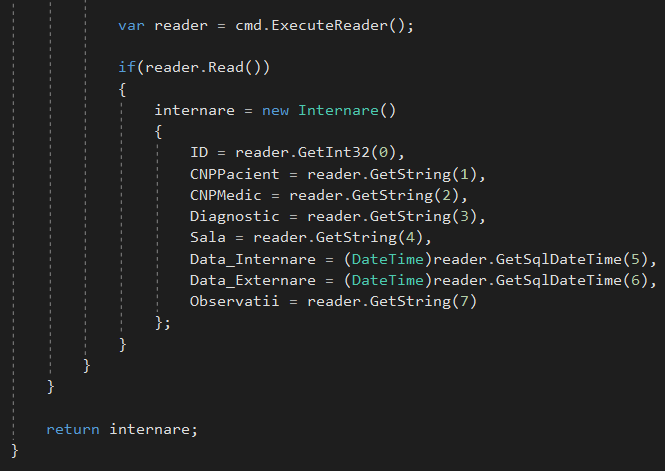 var reader = cmd.ExecuteReader();
if(reader.Read())
{
internare = new Internare()
{
ID = reader.GetInt32(0),
CNPPacient = reader.GetString(1),
CNPMedic = reader.GetString(2),
Diagnostic = reader.GetString(3),
Sala = reader.GetString(4),
Data_Internare = (DateTime)reader.GetSqlDateTime(5),
Data_Externare = (DateTime)reader.GetSqlDateTime(6),
Observatii = reader.GetString(7)
};
}
}
}
return internare;
}